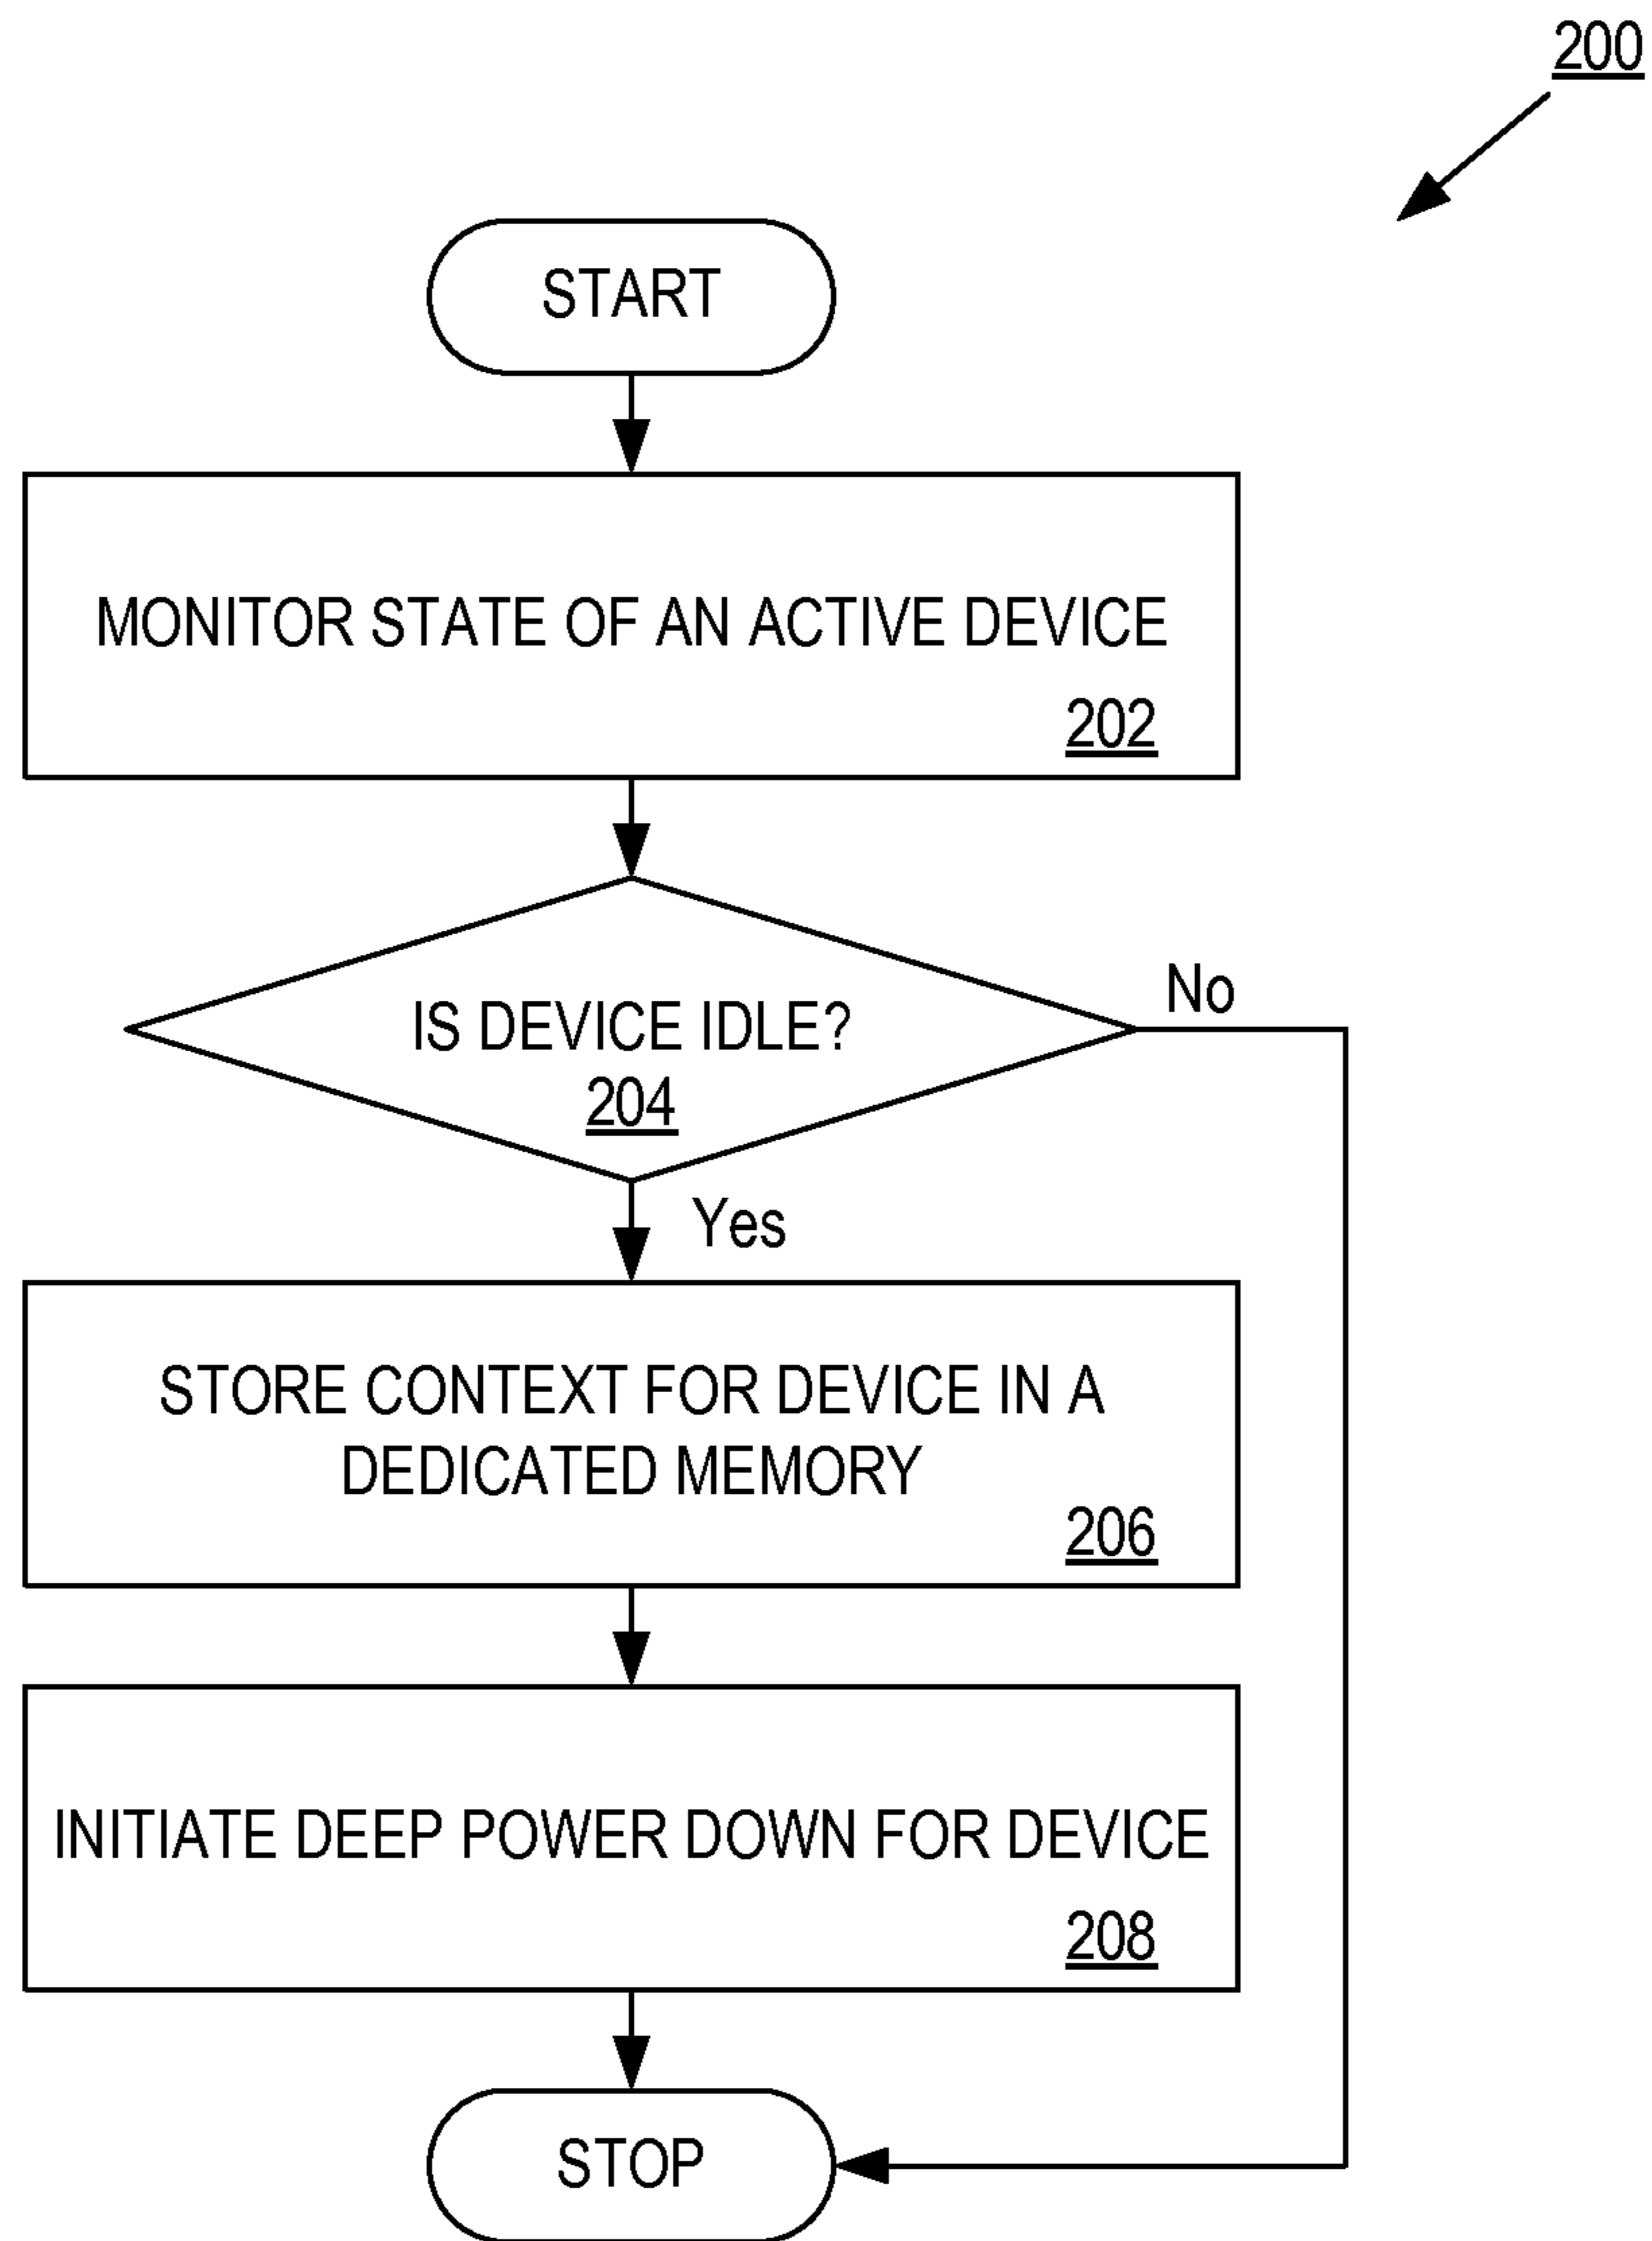 200
START
MONITOR STATE OF AN ACTIVE DEVICE
202
IS DEVICE IDLE?
204
No
Yes
STORE CONTEXT FOR DEVICE IN A
DEDICATED MEMORY
206
INITIATE DEEP POWER DOWN FOR DEVICE
208
STOP